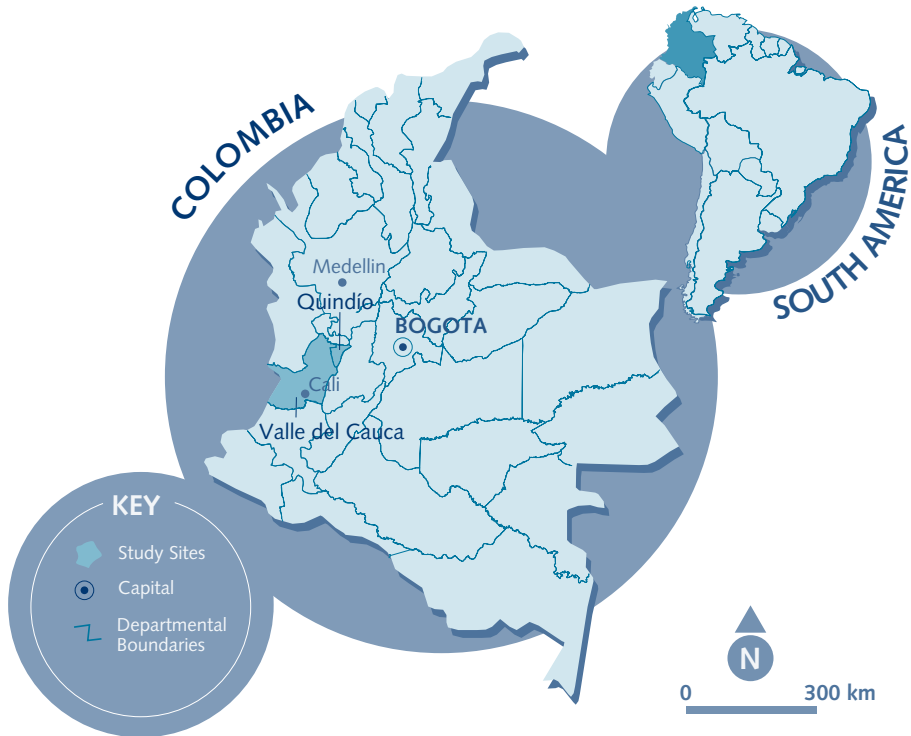 COLOMBIA
SOUTH AMERICA
Medellin
Quindío
BOGOTA
Cali
Valle del Cauca
KEY
Study Sites
Capital
Departmental
Boundaries
N
0 300 km